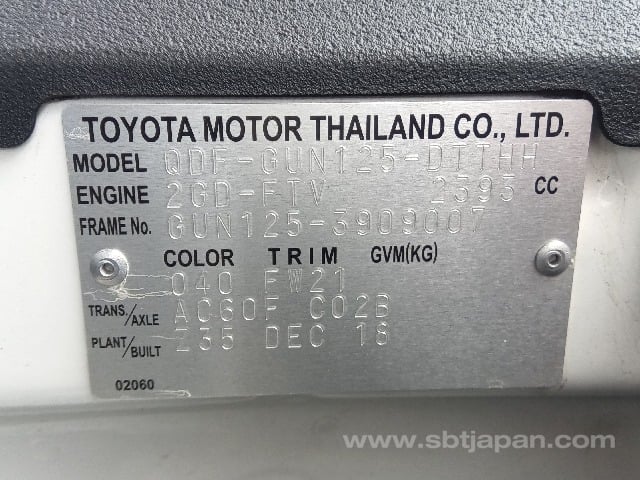 TOYOTA MOTOR THAILAND CO., LTD.
MODEL QDF-GUN125-DTTHH
ENGINE 2GD-FTV 2393 CC
FRAME No. GUN125-3909007
COLOR TRIM GVM(KG)
040 FW21
TRANS./AXLE AC60F C02B
PLANT/BUILT Z35 DEC 18
02060
www.sbtjapan.com